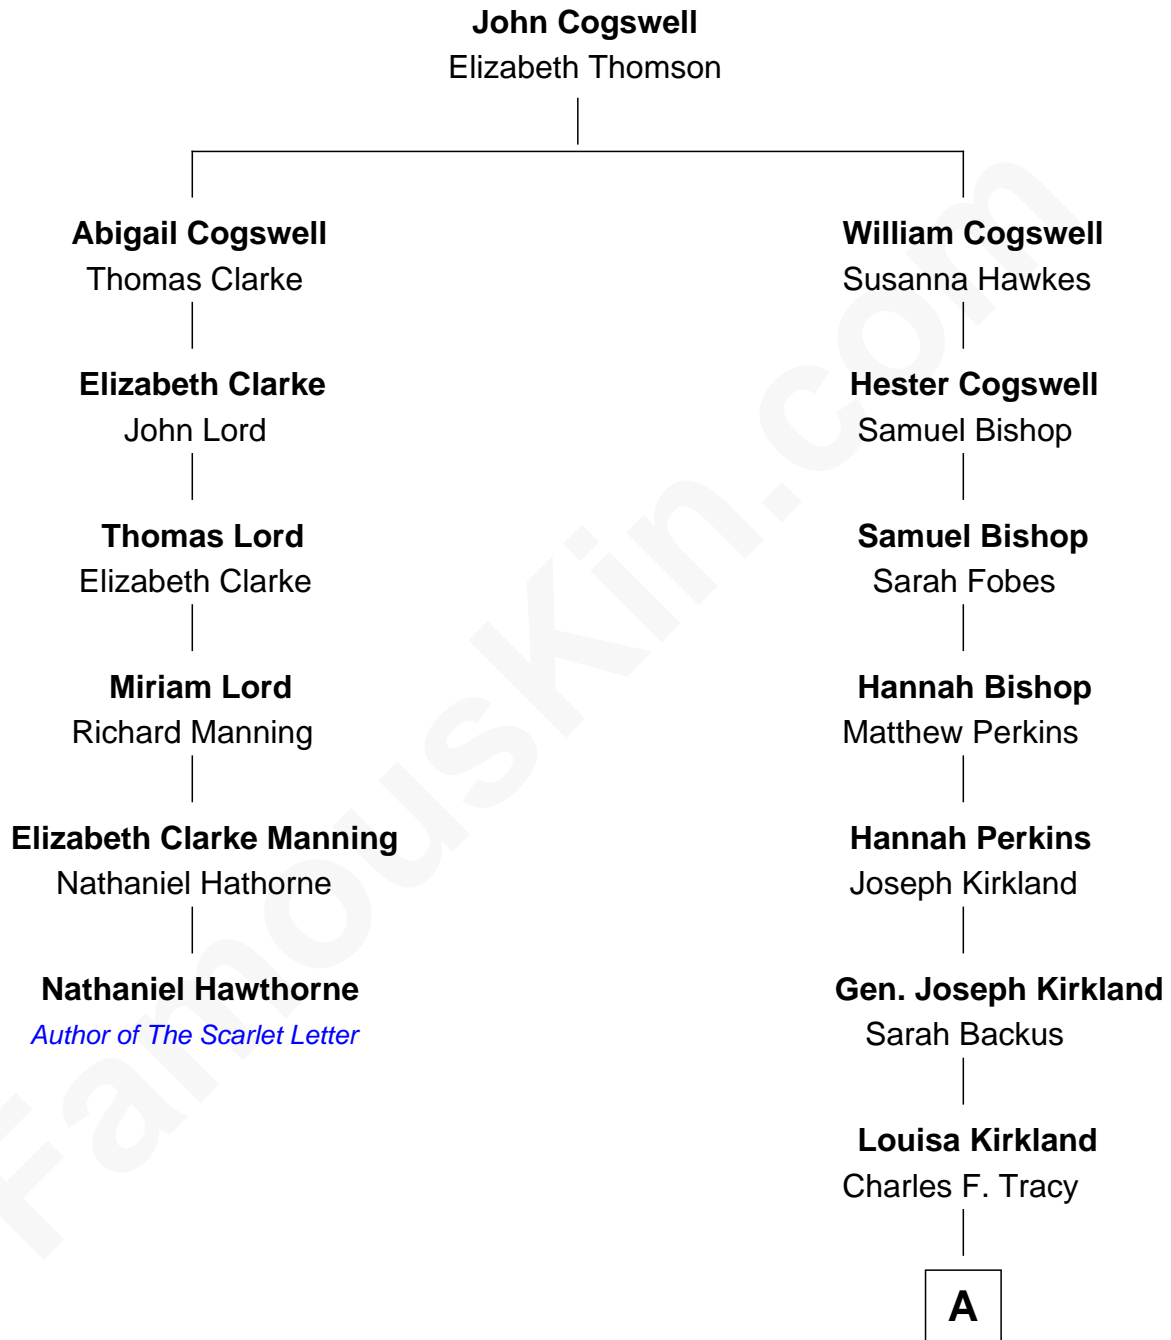 John Cogswell
Elizabeth Thomson
Abigail Cogswell
Thomas Clarke
William Cogswell
Susanna Hawkes
Elizabeth Clarke
John Lord
Hester Cogswell
Samuel Bishop
Thomas Lord
Elizabeth Clarke
Samuel Bishop
Sarah Fobes
Miriam Lord
Richard Manning
Hannah Bishop
Matthew Perkins
Elizabeth Clarke Manning
Nathaniel Hathorne
Hannah Perkins
Joseph Kirkland
Nathaniel Hawthorne
Author of The Scarlet Letter
Gen. Joseph Kirkland
Sarah Backus
Louisa Kirkland
Charles F. Tracy
A
FamousKin.com